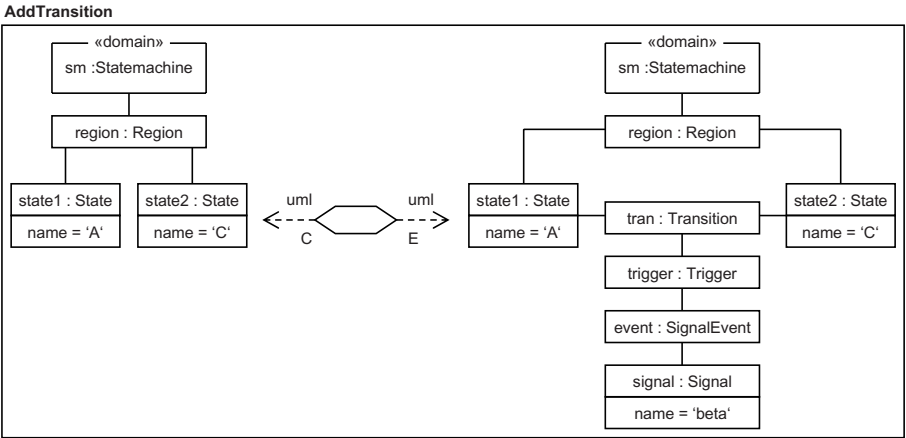 AddTransition
«domain»
sm :Statemachine
region : Region
state1 : State
name = ‘A‘
state2 : State
name = ‘C‘
uml
C
uml
E
«domain»
sm :Statemachine
region : Region
state1 : State
name = ‘A‘
tran : Transition
state2 : State
name = ‘C‘
trigger : Trigger
event : SignalEvent
signal : Signal
name = ‘beta‘